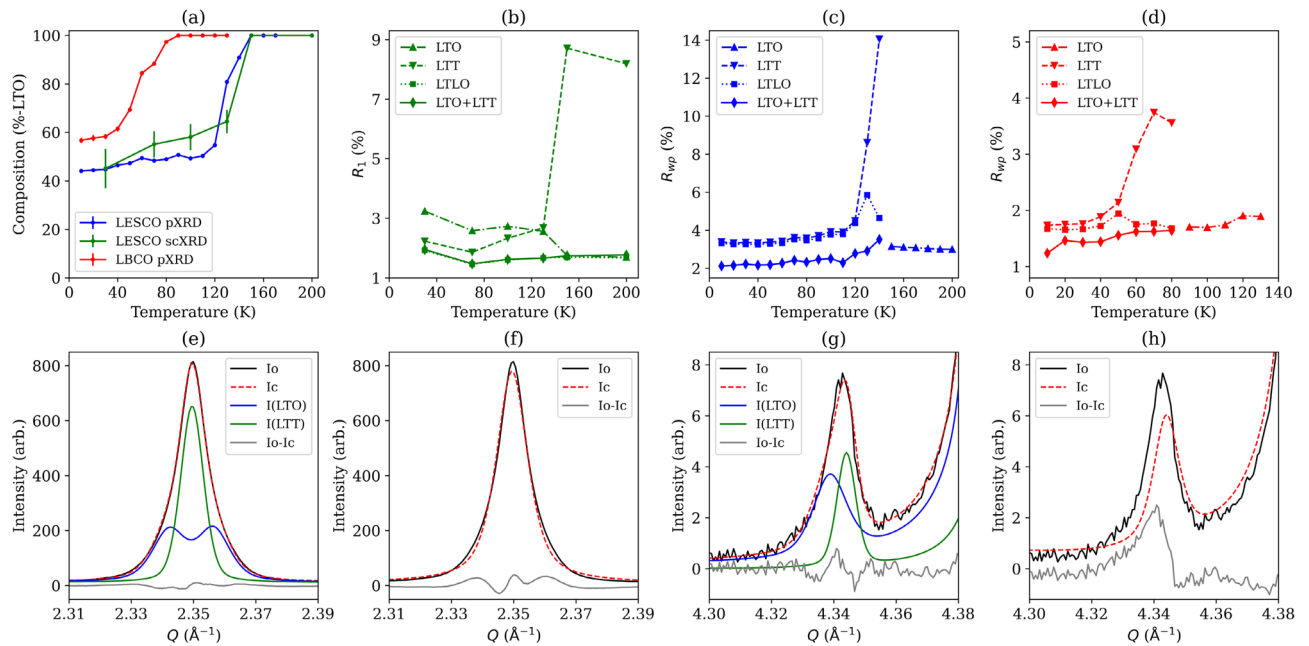 (a)
Composition (%-LTO)
100
80
60
40
20
0
LESCO pXRD
LESCO scXRD
LBCO pXRD
0 40 80 120 160 200
Temperature (K)
(b)
R1 (%)
9
7
5
3
1
LTO
LTT
LTLO
LTO+LTT
0 40 80 120 160 200
Temperature (K)
(c)
Rwp (%)
14
12
10
8
6
4
2
LTO
LTT
LTLO
LTO+LTT
0 40 80 120 160 200
Temperature (K)
(d)
Rwp (%)
5
4
3
2
1
LTO
LTT
LTLO
LTO+LTT
0 20 40 60 80 100 120 140
Temperature (K)
(e)
Intensity (arb.)
800
600
400
200
0
Io
Ic
I(LTO)
I(LTT)
Io-Ic
2.31 2.33 2.35 2.37 2.39
Q (Å⁻¹)
(f)
Intensity (arb.)
800
600
400
200
0
Io
Ic
Io-Ic
2.31 2.33 2.35 2.37 2.39
Q (Å⁻¹)
(g)
Intensity (arb.)
8
6
4
2
0
Io
Ic
I(LTO)
I(LTT)
Io-Ic
4.30 4.32 4.34 4.36 4.38
Q (Å⁻¹)
(h)
Intensity (arb.)
8
6
4
2
0
Io
Ic
Io-Ic
4.30 4.32 4.34 4.36 4.38
Q (Å⁻¹)